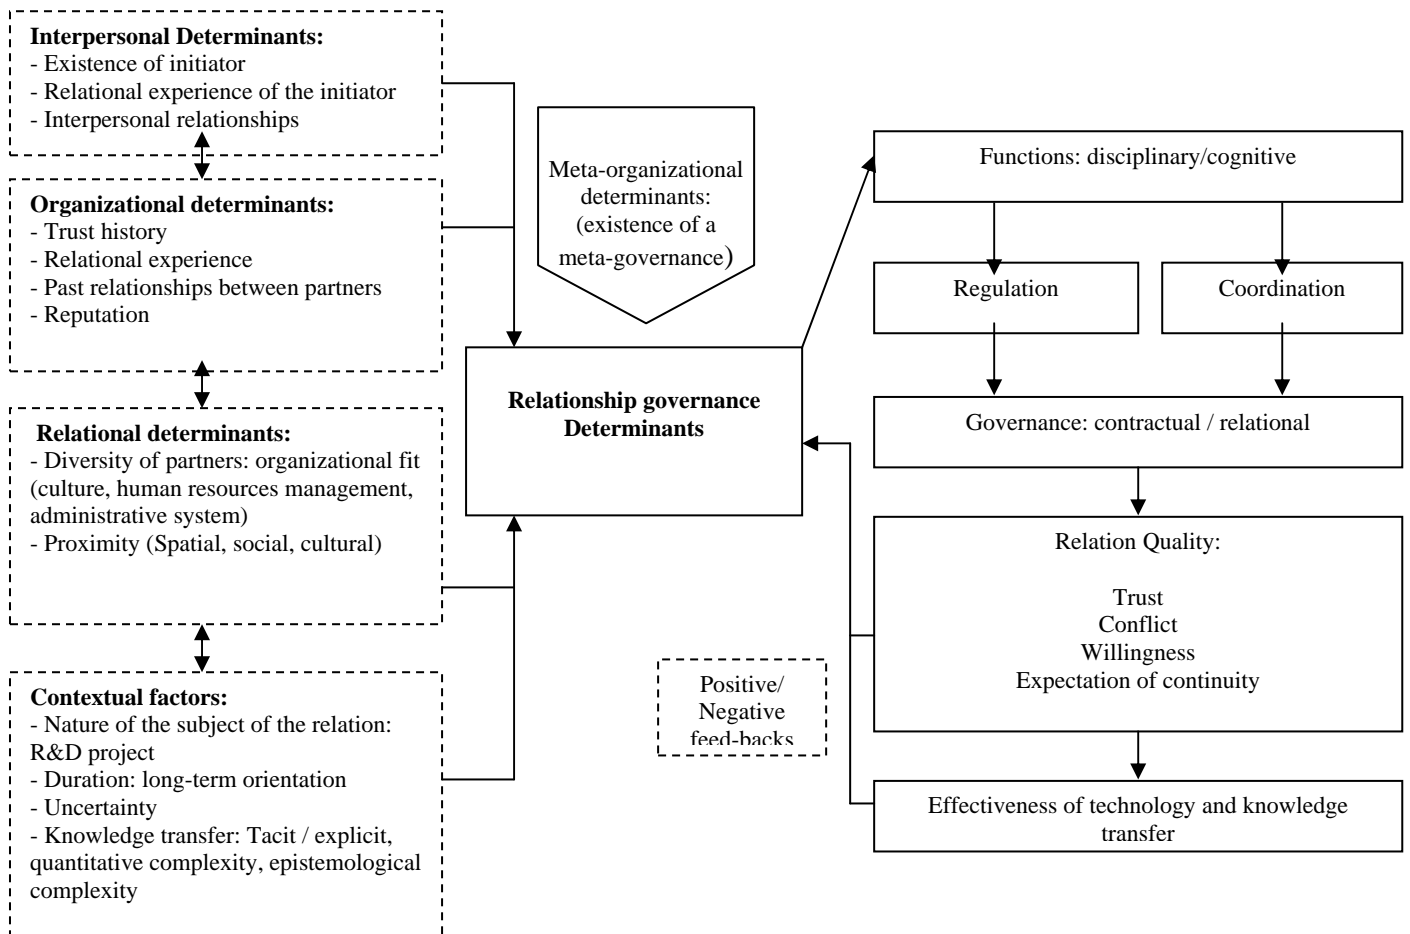 Interpersonal Determinants:
- Existence of initiator
- Relational experience of the initiator
- Interpersonal relationships
Organizational determinants:
- Trust history
- Relational experience
- Past relationships between partners
- Reputation
Relational determinants:
- Diversity of partners: organizational fit
(culture, human resources management,
administrative system)
- Proximity (Spatial, social, cultural)
Contextual factors:
- Nature of the subject of the relation:
R&D project
- Duration: long-term orientation
- Uncertainty
- Knowledge transfer: Tacit / explicit,
quantitative complexity, epistemological
complexity
Meta-organizational
determinants:
(existence of a
meta-governance)
Relationship governance
Determinants
Positive/
Negative
feed-backs
Functions: disciplinary/cognitive
Regulation
Coordination
Governance: contractual / relational
Relation Quality:
Trust
Conflict
Willingness
Expectation of continuity
Effectiveness of technology and knowledge
transfer